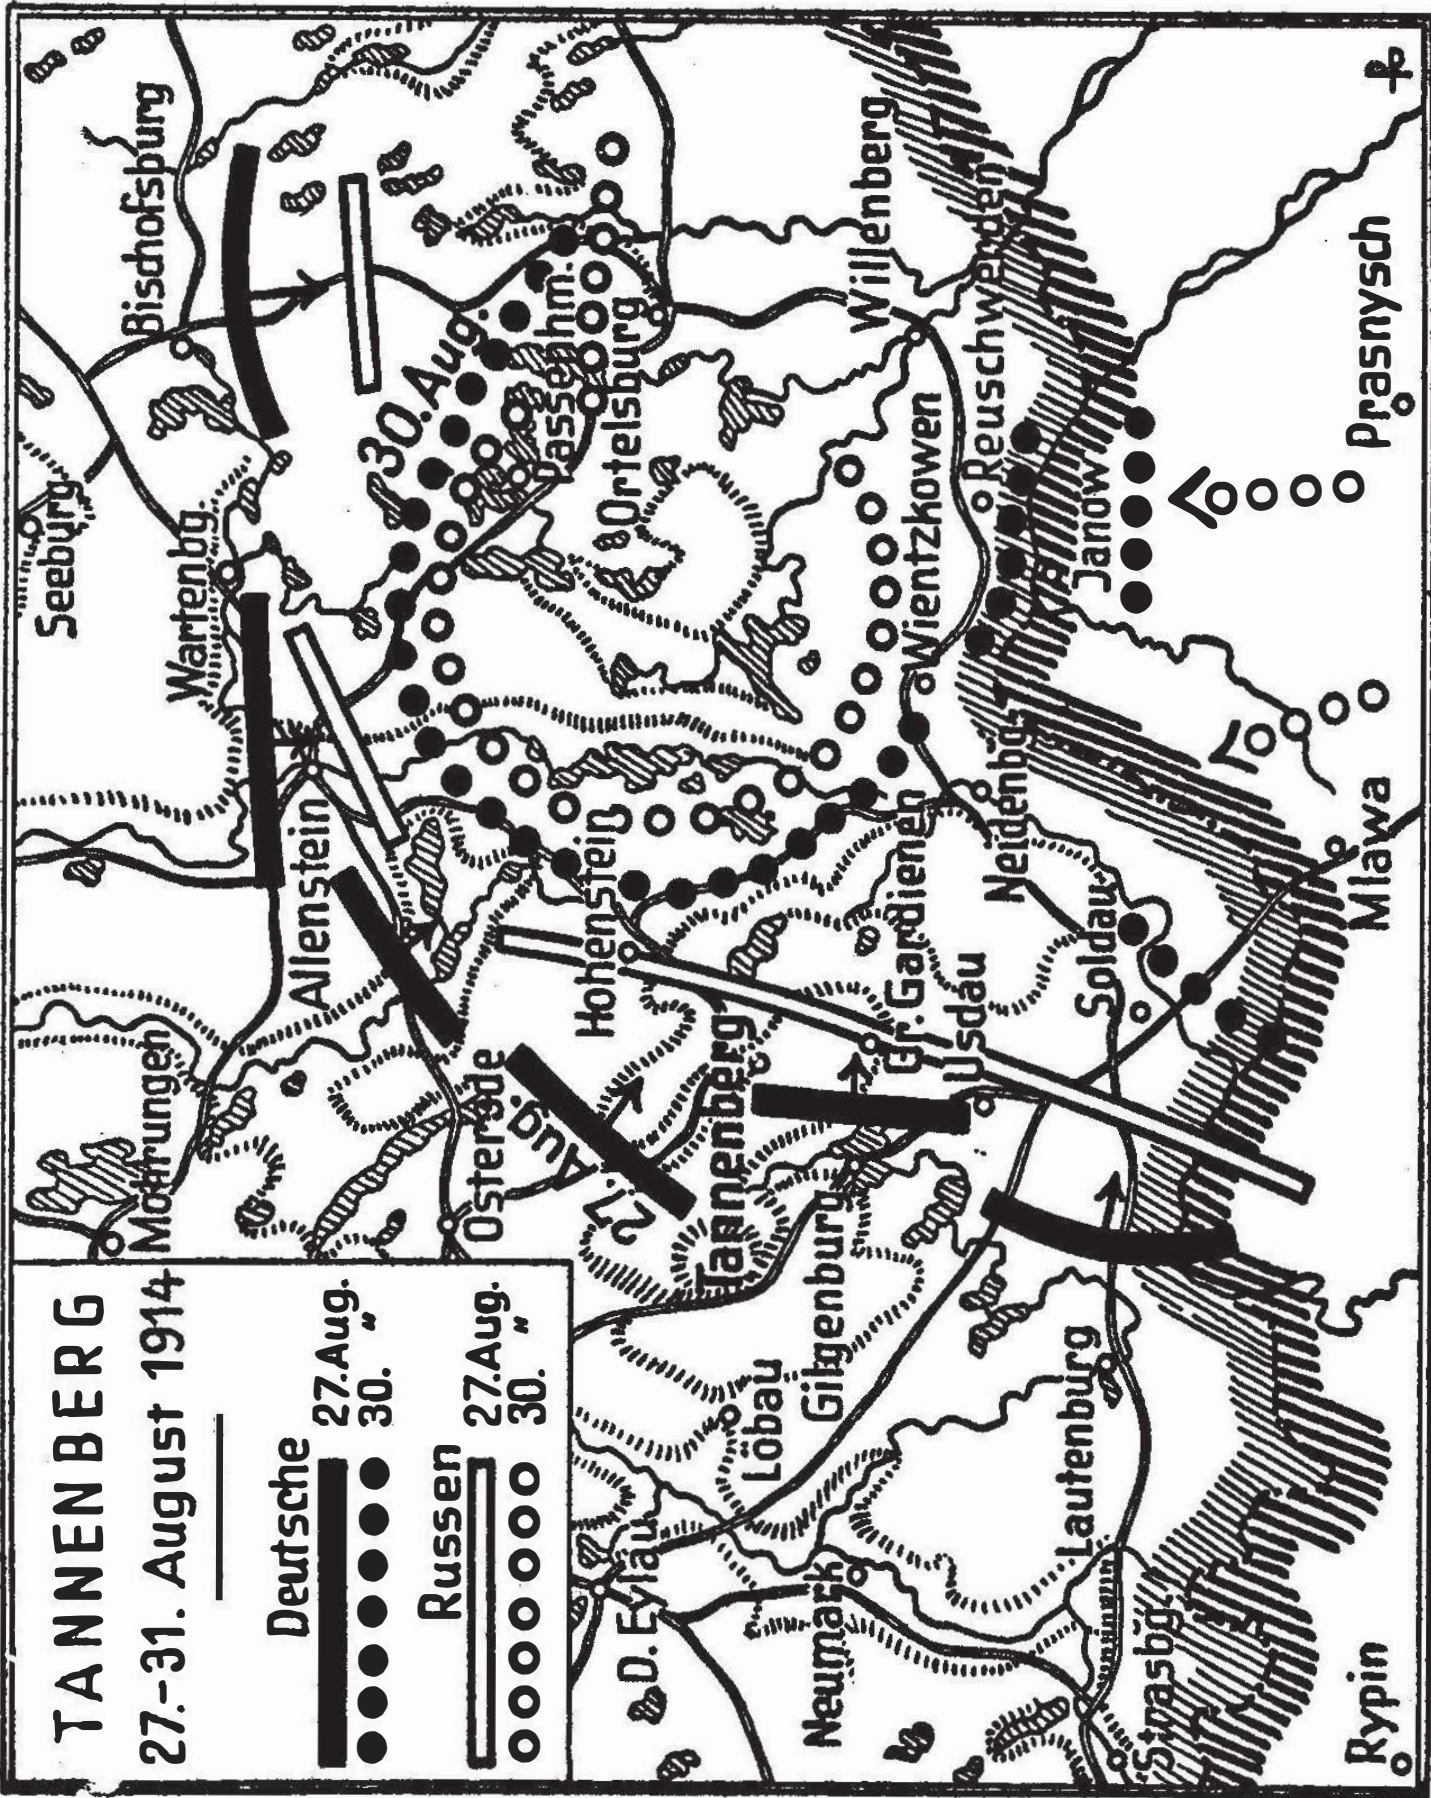 TANNENBERG
27.-31. August 1914
Deutsche
27.Aug.
30. "
Russen
27.Aug.
30. "
Seeburg
Bischofsburg
Wartenbg.
Mohrungen
Allenstein
30.Aug.
Passenhm.
Ortelsburg
Osterode
27. Aug.
Hohenstein
Tannenberg
Willenberg
D. Eylau
Löbau
Gilgenburg
Gr. Gardienen
Wientzkowen
Reuschwerden
Neumark
Usdau
Neidenbg.
Janow
Lautenburg
Soldau
Strasbg.
Mlawa
Prasnysch
Rypin